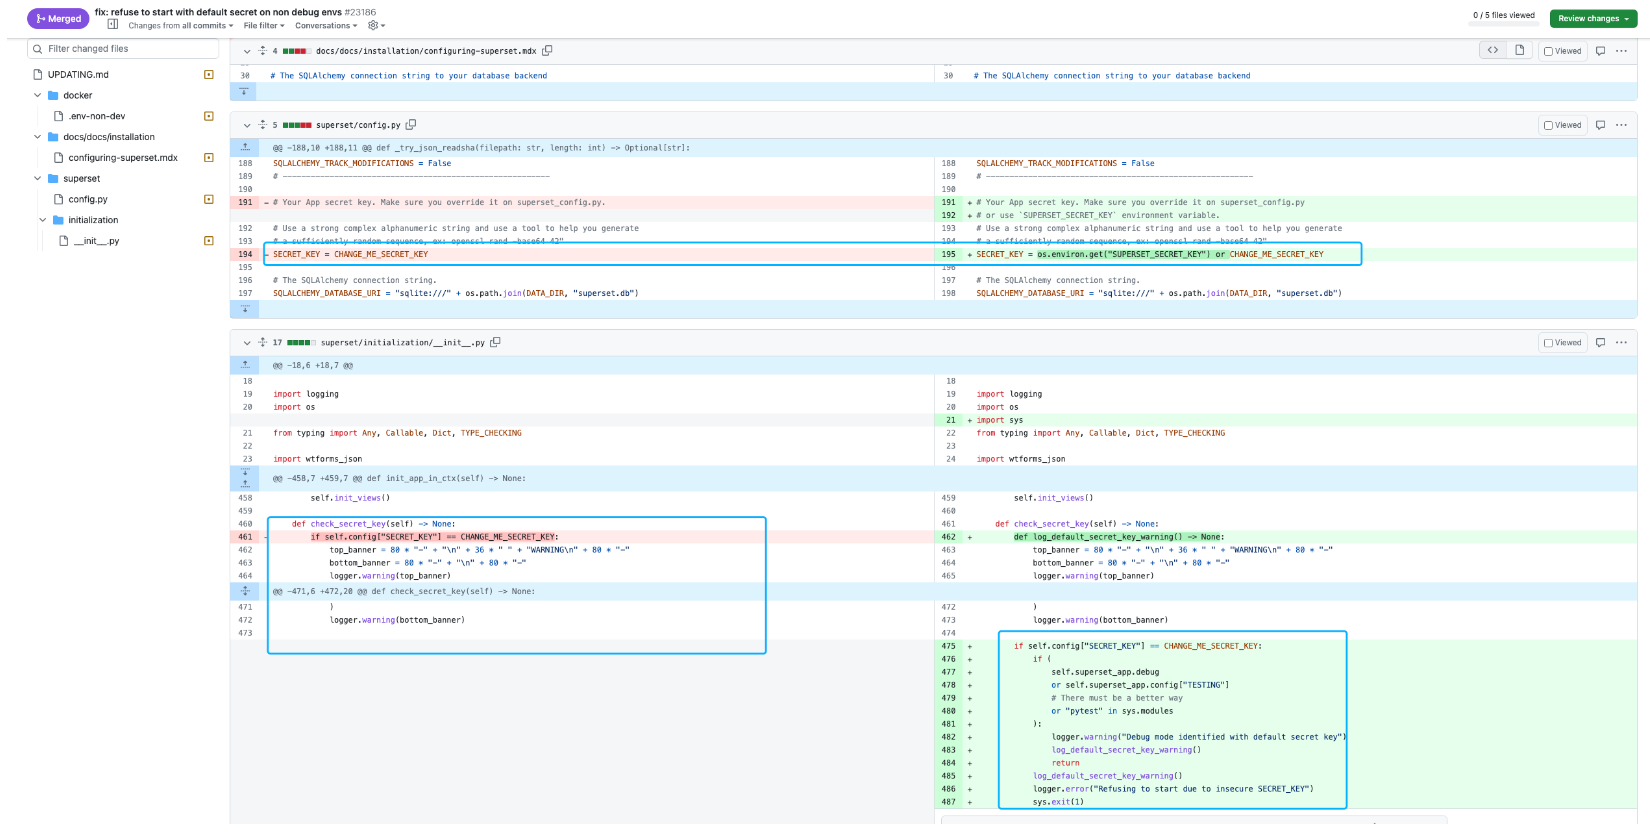 Merged
fix: refuse to start with default secret on non debug envs #23186
Changes from all commits File filter Conversations
0 / 5 files viewed
Review changes
Filter changed files
UPDATING.md
docker
.env-non-dev
docs/docs/installation
configuring-superset.mdx
superset
config.py
initialization
__init__.py
4 docs/docs/installation/configuring-superset.mdx
Viewed
30 # The SQLAlchemy connection string to your database backend
30 # The SQLAlchemy connection string to your database backend
5 superset/config.py
Viewed
@@ -188,10 +188,11 @@ def _try_json_readsha(filepath: str, length: int) -> Optional[str]:
188 SQLALCHEMY_TRACK_MODIFICATIONS = False
189 # ---------------------------------------------------------
190
191 - # Your App secret key. Make sure you override it on superset_config.py.
192 # Use a strong complex alphanumeric string and use a tool to help you generate
193 # a sufficiently random sequence, ex: openssl rand -base64 42"
194 - SECRET_KEY = CHANGE_ME_SECRET_KEY
195
196 # The SQLAlchemy connection string.
197 SQLALCHEMY_DATABASE_URI = "sqlite:///" + os.path.join(DATA_DIR, "superset.db")
188 SQLALCHEMY_TRACK_MODIFICATIONS = False
189 # ---------------------------------------------------------
190
191 + # Your App secret key. Make sure you override it on superset_config.py
192 + # or use `SUPERSET_SECRET_KEY` environment variable.
193 # Use a strong complex alphanumeric string and use a tool to help you generate
194 # a sufficiently random sequence, ex: openssl rand -base64 42"
195 + SECRET_KEY = os.environ.get("SUPERSET_SECRET_KEY") or CHANGE_ME_SECRET_KEY
196
197 # The SQLAlchemy connection string.
198 SQLALCHEMY_DATABASE_URI = "sqlite:///" + os.path.join(DATA_DIR, "superset.db")
17 superset/initialization/__init__.py
Viewed
@@ -18,6 +18,7 @@
18
19 import logging
20 import os
21 from typing import Any, Callable, Dict, TYPE_CHECKING
22
23 import wtforms_json
18
19 import logging
20 import os
21 + import sys
22 from typing import Any, Callable, Dict, TYPE_CHECKING
23
24 import wtforms_json
@@ -458,7 +459,7 @@ def init_app_in_ctx(self) -> None:
458 self.init_views()
459
460 def check_secret_key(self) -> None:
461 - if self.config["SECRET_KEY"] == CHANGE_ME_SECRET_KEY:
462 top_banner = 80 * "-" + "\n" + 36 * " " + "WARNING\n" + 80 * "-"
463 bottom_banner = 80 * "-" + "\n" + 80 * "-"
464 logger.warning(top_banner)
459 self.init_views()
460
461 def check_secret_key(self) -> None:
462 + def log_default_secret_key_warning() -> None:
463 top_banner = 80 * "-" + "\n" + 36 * " " + "WARNING\n" + 80 * "-"
464 bottom_banner = 80 * "-" + "\n" + 80 * "-"
465 logger.warning(top_banner)
@@ -471,6 +472,20 @@ def check_secret_key(self) -> None:
471 )
472 logger.warning(bottom_banner)
473
472 )
473 logger.warning(bottom_banner)
474
475 + if self.config["SECRET_KEY"] == CHANGE_ME_SECRET_KEY:
476 + if (
477 + self.superset_app.debug
478 + or self.superset_app.config["TESTING"]
479 + # There must be a better way
480 + or "pytest" in sys.modules
481 + ):
482 + logger.warning("Debug mode identified with default secret key")
483 + log_default_secret_key_warning()
484 + return
485 + log_default_secret_key_warning()
486 + logger.error("Refusing to start due to insecure SECRET_KEY")
487 + sys.exit(1)